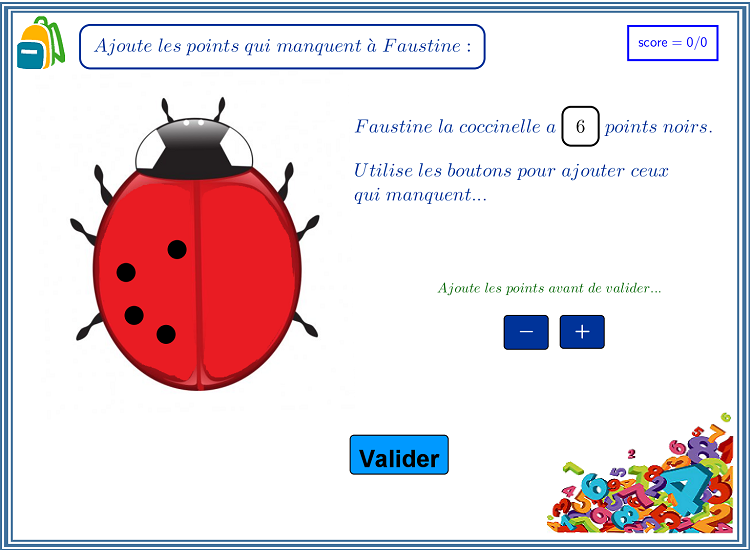 Ajoute les points qui manquent à Faustine :
score = 0/0
Faustine la coccinelle a 6 points noirs.
Utilise les boutons pour ajouter ceux
qui manquent...
Ajoute les points avant de valider...
− +
Valider